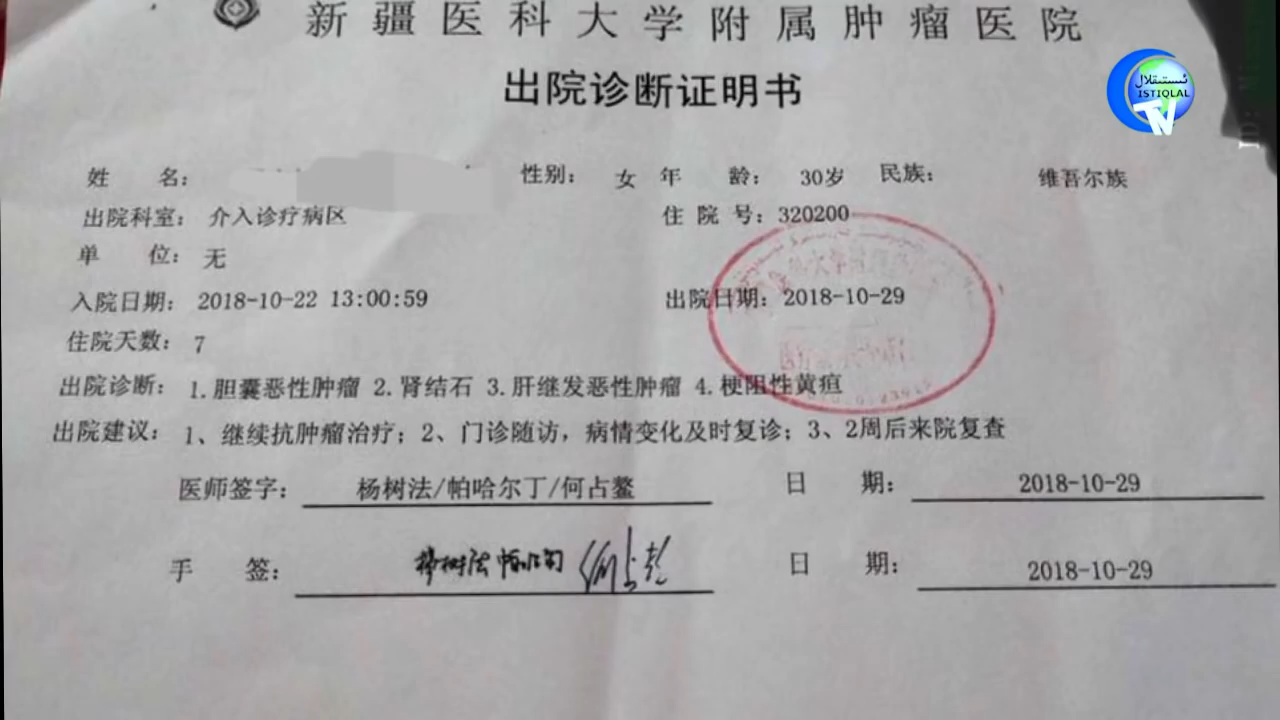 新疆医科大学附属肿瘤医院
出院诊断证明书
ئىستىقلال
ISTIQLAL
TV
姓 名： 性别： 女 年 龄： 30岁 民族： 维吾尔族
出院科室： 介入诊疗病区 住 院 号：320200
单 位： 无
入院日期： 2018-10-22 13:00:59 出院日期：2018-10-29
住院天数： 7
出院诊断： 1.胆囊恶性肿瘤 2.肾结石 3.肝继发恶性肿瘤 4.梗阻性黄疸
出院建议： 1、继续抗肿瘤治疗；2、门诊随访，病情变化及时复诊；3、2周后来院复查
医师签字： 杨树法/帕哈尔丁/何占鳌 日 期： 2018-10-29
手 签： 杨树法 日 期： 2018-10-29